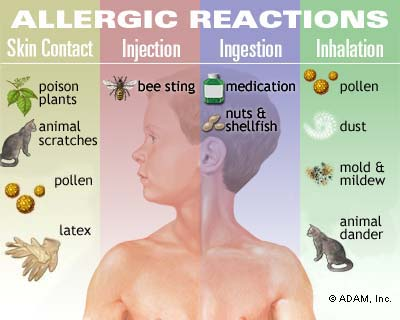 ALLERGIC REACTIONS
Skin Contact
poison
plants
animal
scratches
pollen
latex
Injection
bee sting
Ingestion
medication
nuts &
shellfish
Inhalation
pollen
dust
mold &
mildew
animal
dander
© ADAM, Inc.